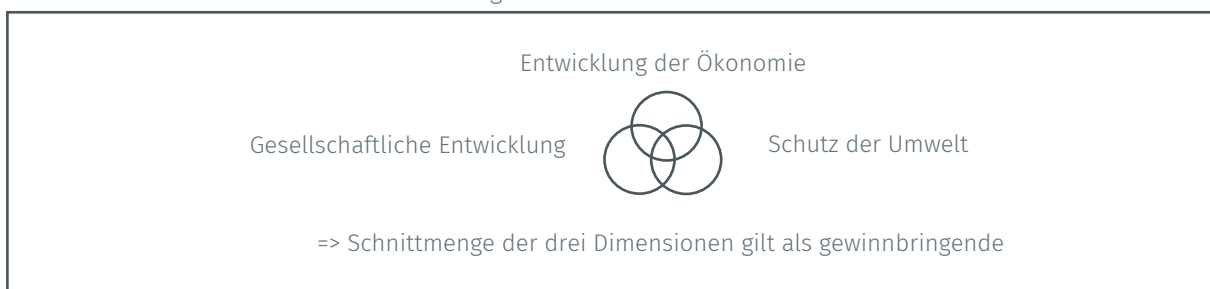 Entwicklung der Ökonomie
Gesellschaftliche Entwicklung
Schutz der Umwelt
=> Schnittmenge der drei Dimensionen gilt als gewinnbringende